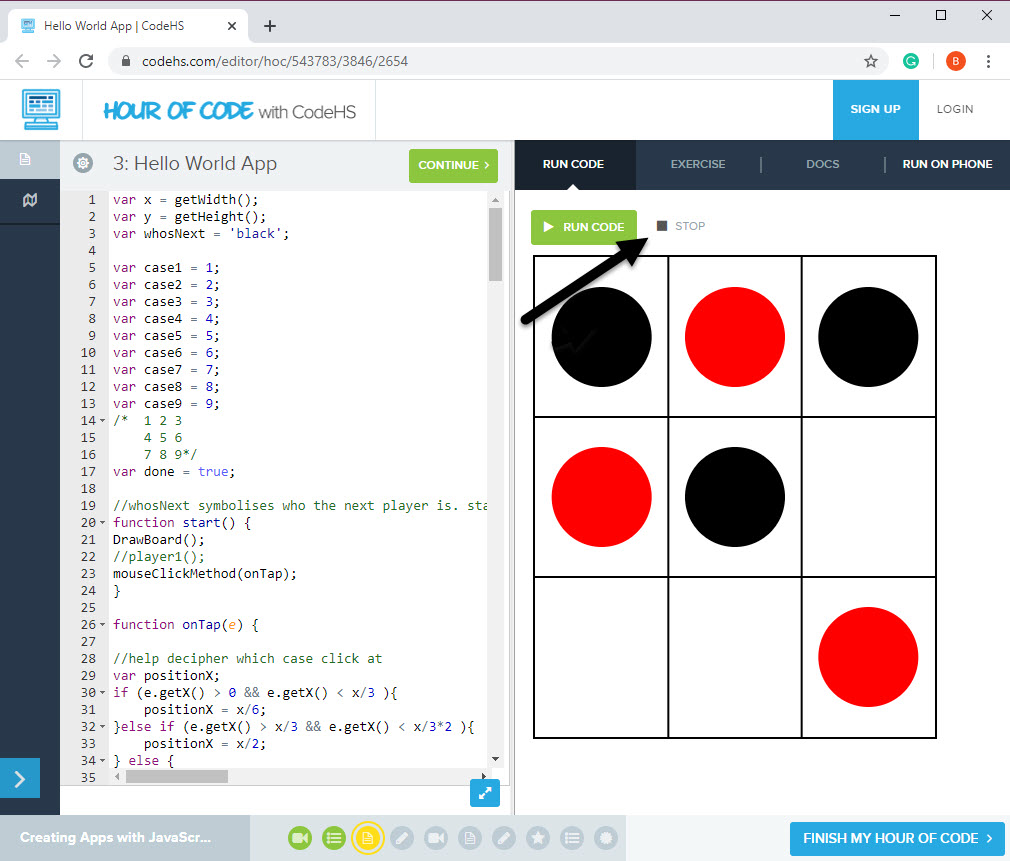 Hello World App | CodeHS
codehs.com/editor/hoc/543783/3846/2654
G
B
HOUR OF CODE with CodeHS
SIGN UP
LOGIN
3: Hello World App
CONTINUE
RUN CODE
EXERCISE
DOCS
RUN ON PHONE
RUN CODE
STOP
1 var x = getWidth();
2 var y = getHeight();
3 var whosNext = 'black';
4
5 var case1 = 1;
6 var case2 = 2;
7 var case3 = 3;
8 var case4 = 4;
9 var case5 = 5;
10 var case6 = 6;
11 var case7 = 7;
12 var case8 = 8;
13 var case9 = 9;
14 /*  1 2 3
15     4 5 6
16     7 8 9*/
17 var done = true;
18
19 //whosNext symbolises who the next player is. sta
20 function start() {
21 DrawBoard();
22 //player1();
23 mouseClickMethod(onTap);
24 }
25
26 function onTap(e) {
27
28 //help decipher which case click at
29 var positionX;
30 if (e.getX() > 0 && e.getX() < x/3 ){
31     positionX = x/6;
32 }else if (e.getX() > x/3 && e.getX() < x/3*2 ){
33     positionX = x/2;
34 } else {
35
Creating Apps with JavaScr...
FINISH MY HOUR OF CODE